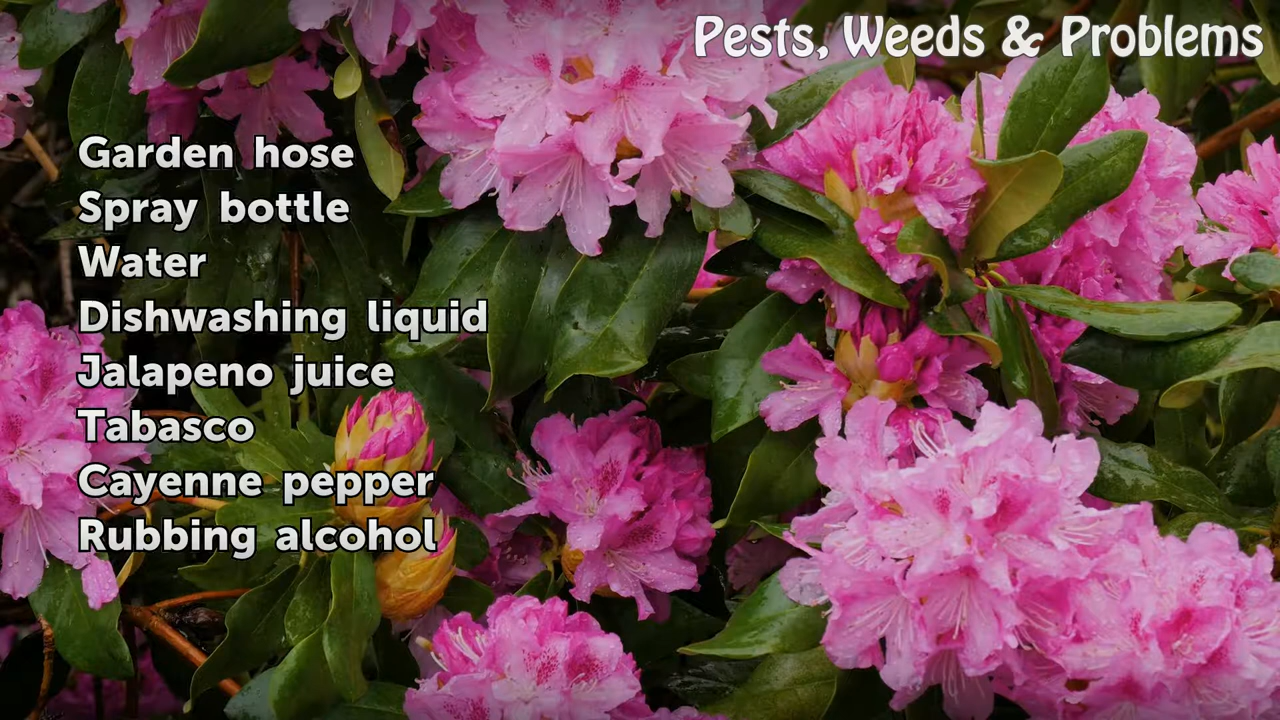 Pests, Weeds & Problems
Garden hose
Spray bottle
Water
Dishwashing liquid
Jalapeno juice
Tabasco
Cayenne pepper
Rubbing alcohol